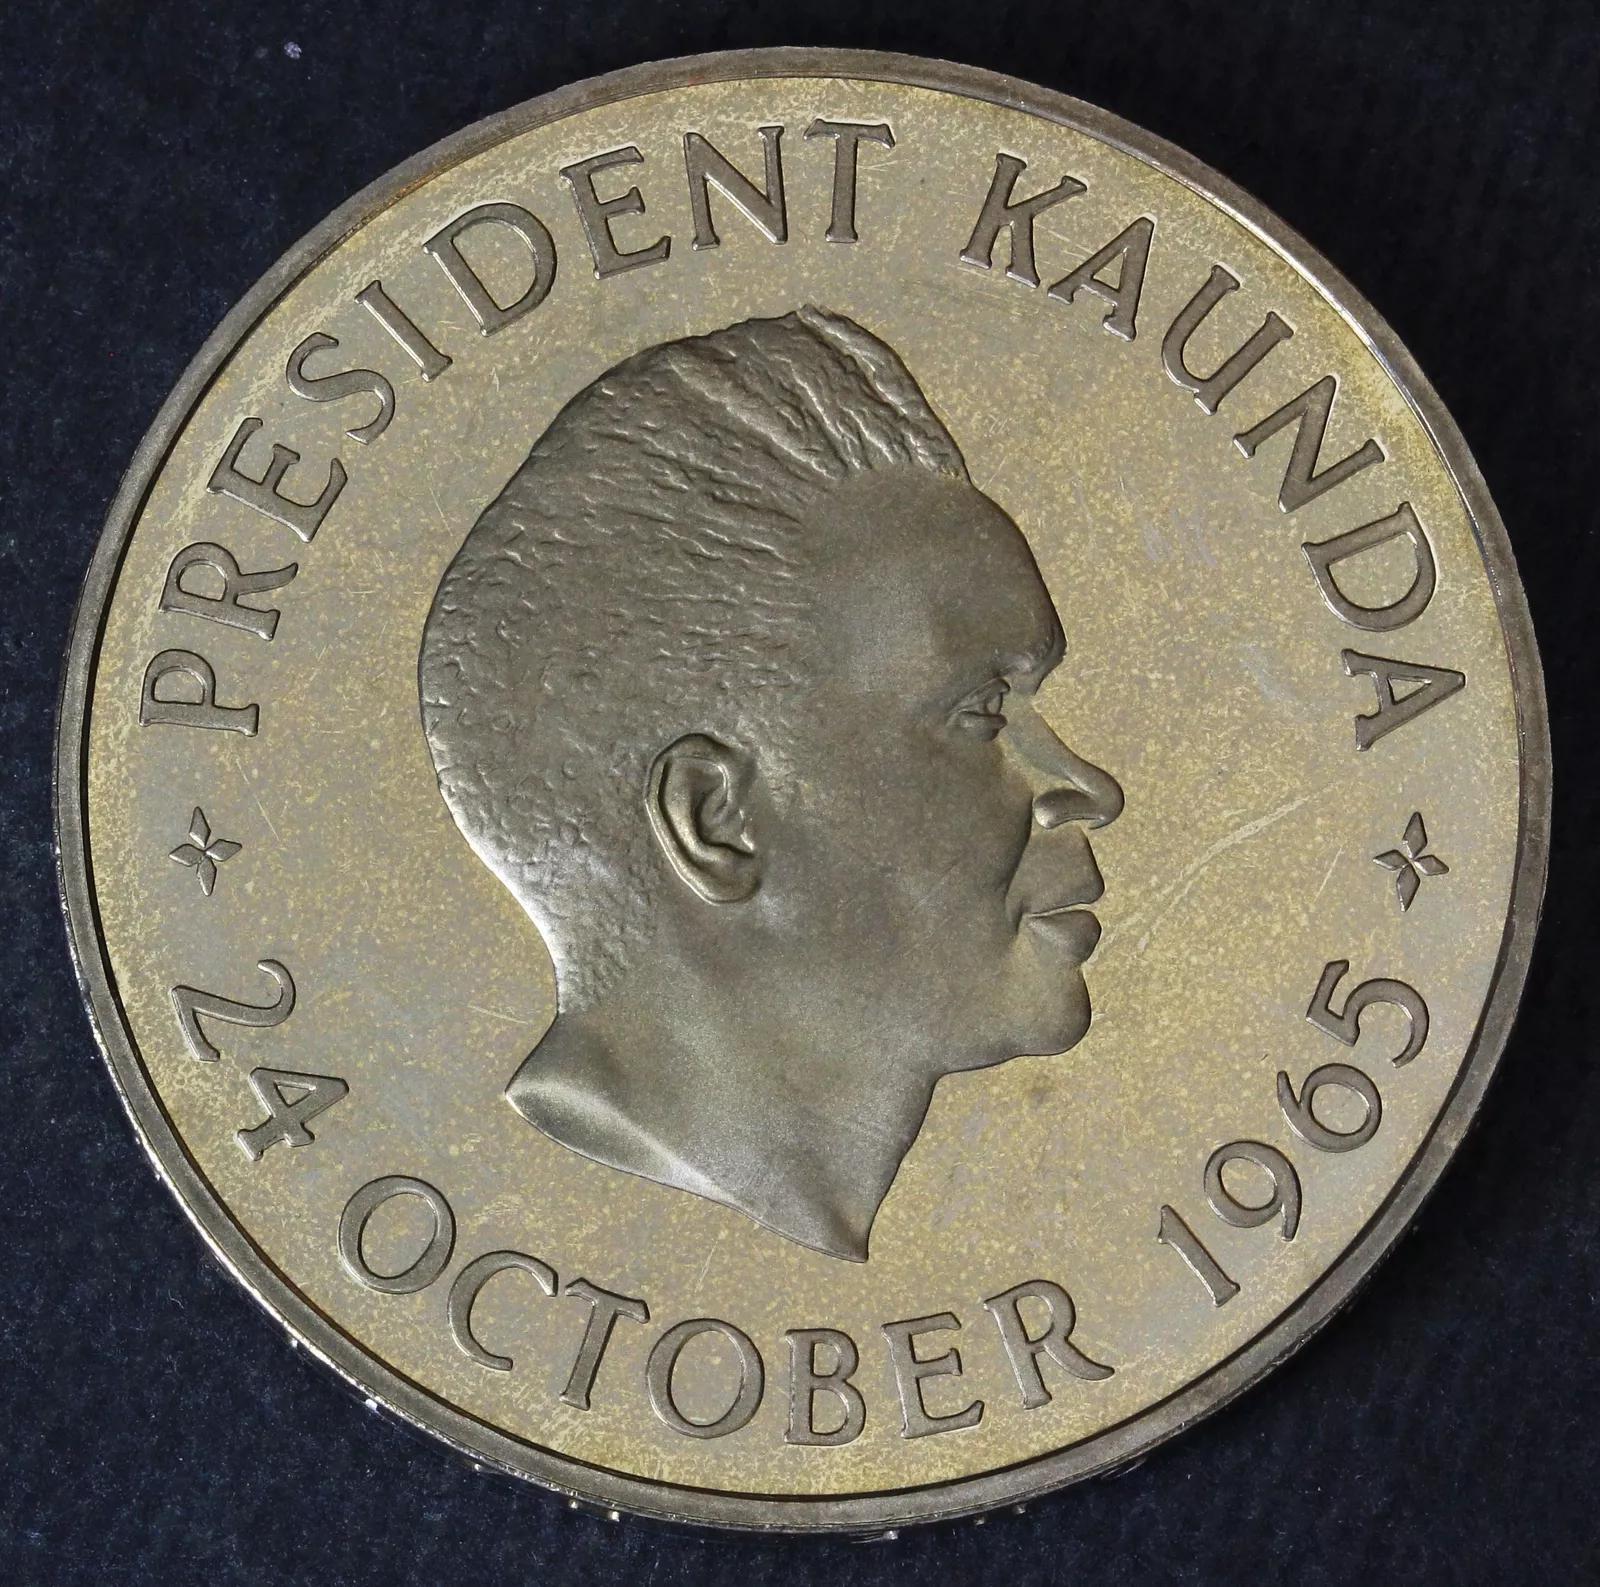 PRESIDENT KAUNDA
24 OCTOBER 1965